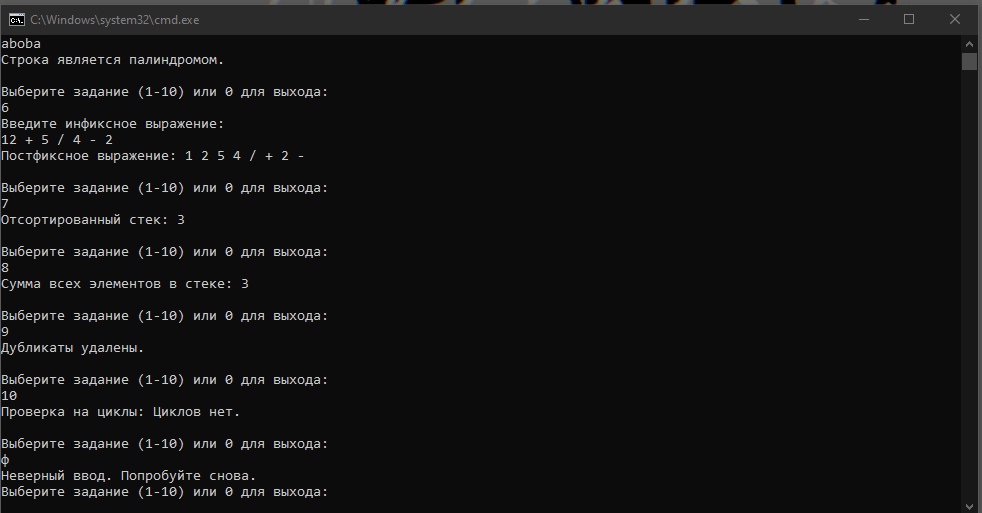 C:\Windows\system32\cmd.exe
aboba
Строка является палиндромом.
Выберите задание (1-10) или 0 для выхода:
6
Введите инфиксное выражение:
12 + 5 / 4 - 2
Постфиксное выражение: 1 2 5 4 / + 2 -
Выберите задание (1-10) или 0 для выхода:
7
Отсортированный стек: 3
Выберите задание (1-10) или 0 для выхода:
8
Сумма всех элементов в стеке: 3
Выберите задание (1-10) или 0 для выхода:
9
Дубликаты удалены.
Выберите задание (1-10) или 0 для выхода:
10
Проверка на циклы: Циклов нет.
Выберите задание (1-10) или 0 для выхода:
ф
Неверный ввод. Попробуйте снова.
Выберите задание (1-10) или 0 для выхода: